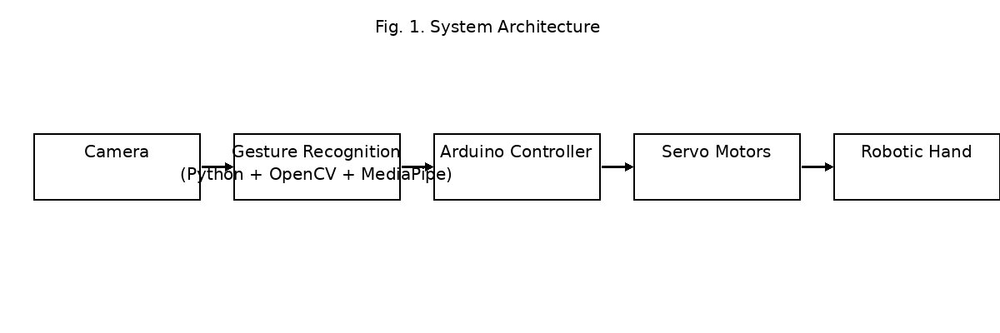 Fig. 1. System Architecture
Camera
Gesture Recognition
(Python + OpenCV + MediaPipe)
Arduino Controller
Servo Motors
Robotic Hand